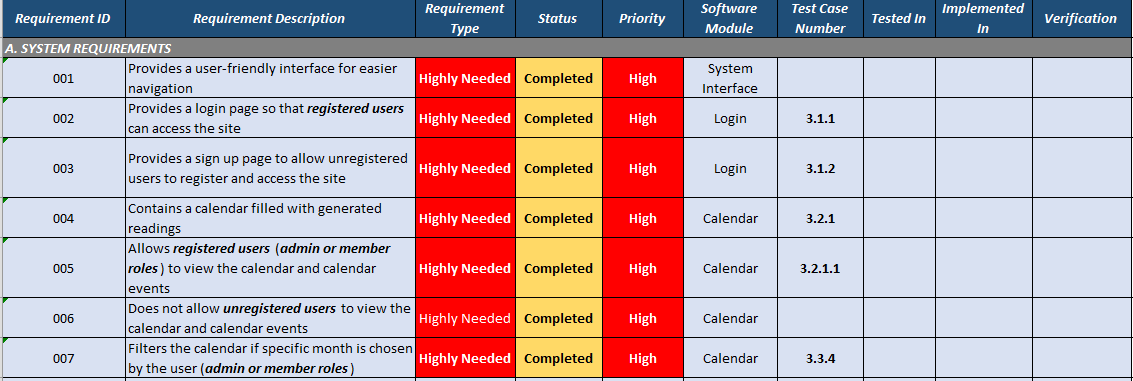 Requirement ID Requirement Description Requirement Type Status Priority Software Module Test Case Number Tested In Implemented In Verification
A. SYSTEM REQUIREMENTS
001 Provides a user-friendly interface for easier navigation Highly Needed Completed High System Interface
002 Provides a login page so that registered users can access the site Highly Needed Completed High Login 3.1.1
003 Provides a sign up page to allow unregistered users to register and access the site Highly Needed Completed High Login 3.1.2
004 Contains a calendar filled with generated readings Highly Needed Completed High Calendar 3.2.1
005 Allows registered users (admin or member roles) to view the calendar and calendar events Highly Needed Completed High Calendar 3.2.1.1
006 Does not allow unregistered users to view the calendar and calendar events Highly Needed Completed High Calendar
007 Filters the calendar if specific month is chosen by the user (admin or member roles) Highly Needed Completed High Calendar 3.3.4